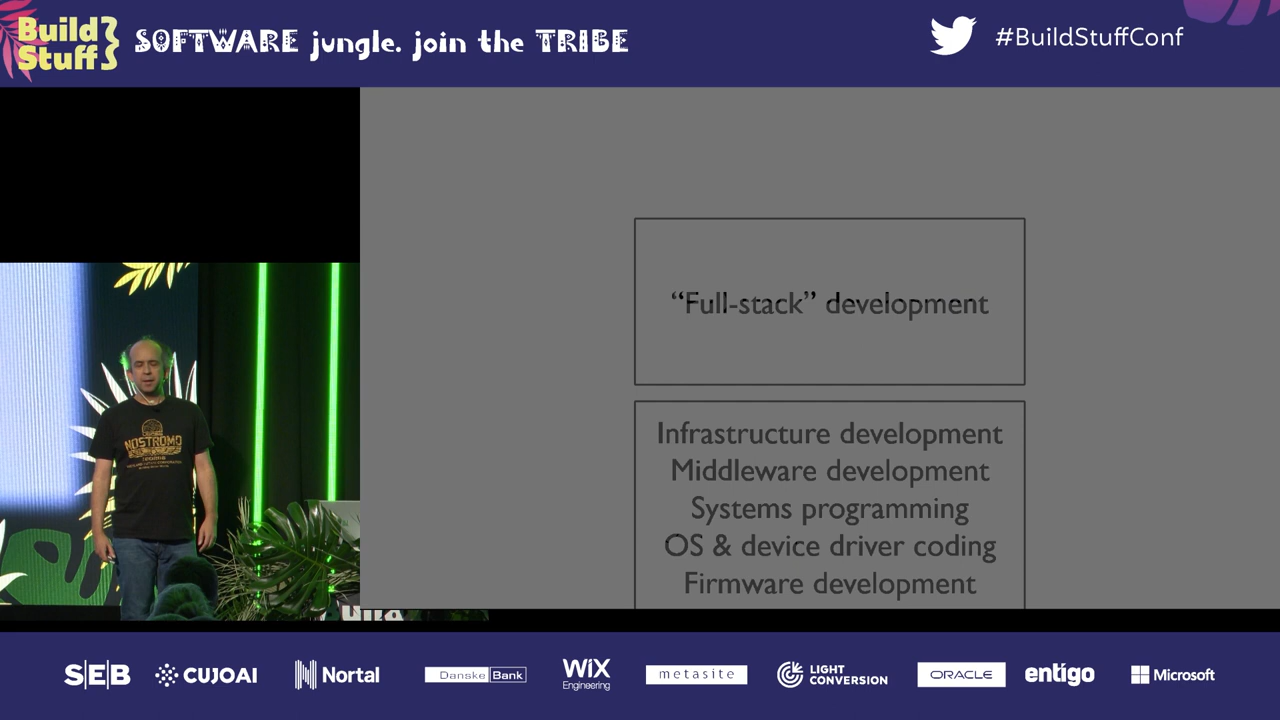 Build
Stuff
SOFTWARE jungle. join the TRIBE
#BuildStuffConf
“Full-stack” development
Infrastructure development
Middleware development
Systems programming
OS & device driver coding
Firmware development
NOSTROMO
S|E|B
CUJOAI
Nortal
Danske Bank
WiX
Engineering
metasite
LIGHT
CONVERSION
ORACLE
entigo
Microsoft